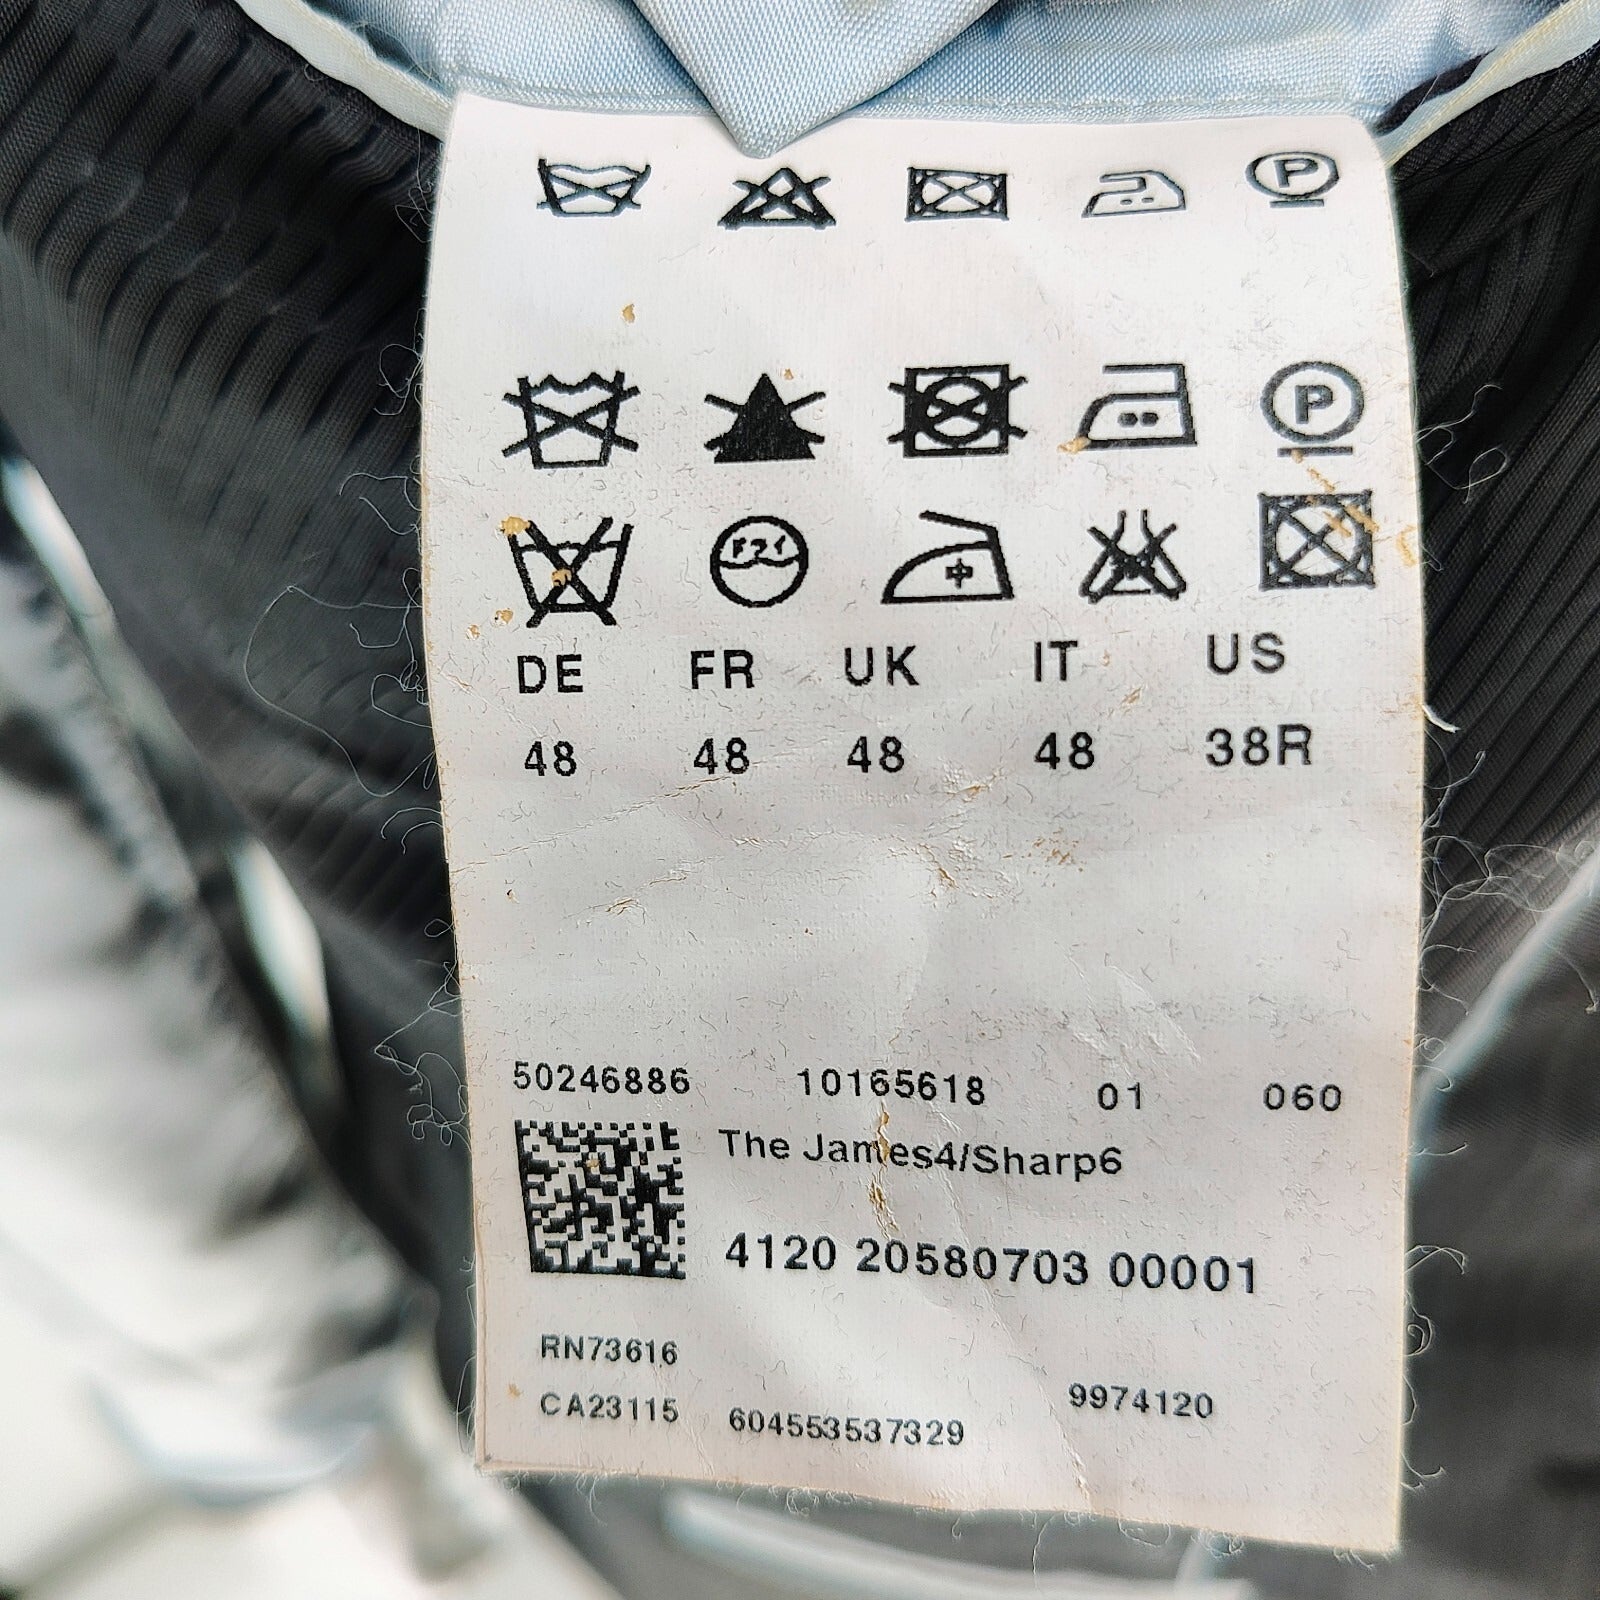 P
P
DE FR UK IT US
48 48 48 48 38R
50246886 10165618 01 060
The James4/Sharp6
4120 20580703 00001
RN73616
CA23115 604553537329 9974120